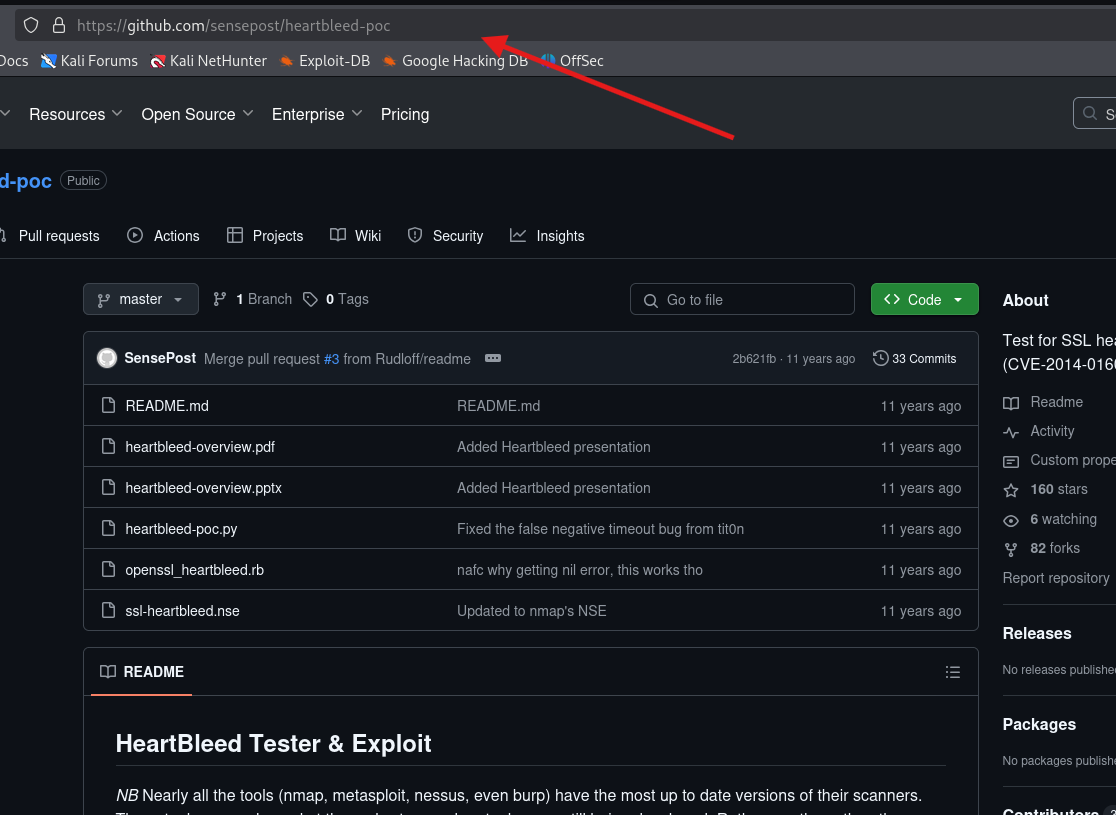 https://github.com/sensepost/heartbleed-poc
Docs Kali Forums Kali NetHunter Exploit-DB Google Hacking DB OffSec
Resources Open Source Enterprise Pricing
d-poc Public
Pull requests Actions Projects Wiki Security Insights
master 1 Branch 0 Tags Go to file Code
SensePost Merge pull request #3 from Rudloff/readme 2b621fb · 11 years ago 33 Commits
README.md README.md 11 years ago
heartbleed-overview.pdf Added Heartbleed presentation 11 years ago
heartbleed-overview.pptx Added Heartbleed presentation 11 years ago
heartbleed-poc.py Fixed the false negative timeout bug from tit0n 11 years ago
openssl_heartbleed.rb nafc why getting nil error, this works tho 11 years ago
ssl-heartbleed.nse Updated to nmap's NSE 11 years ago
README
HeartBleed Tester & Exploit
NB Nearly all the tools (nmap, metasploit, nessus, even burp) have the most up to date versions of their scanners.
About
Test for SSL hea
(CVE-2014-016
Readme
Activity
Custom prope
160 stars
6 watching
82 forks
Report repository
Releases
No releases publishe
Packages
No packages publishe
Contributors